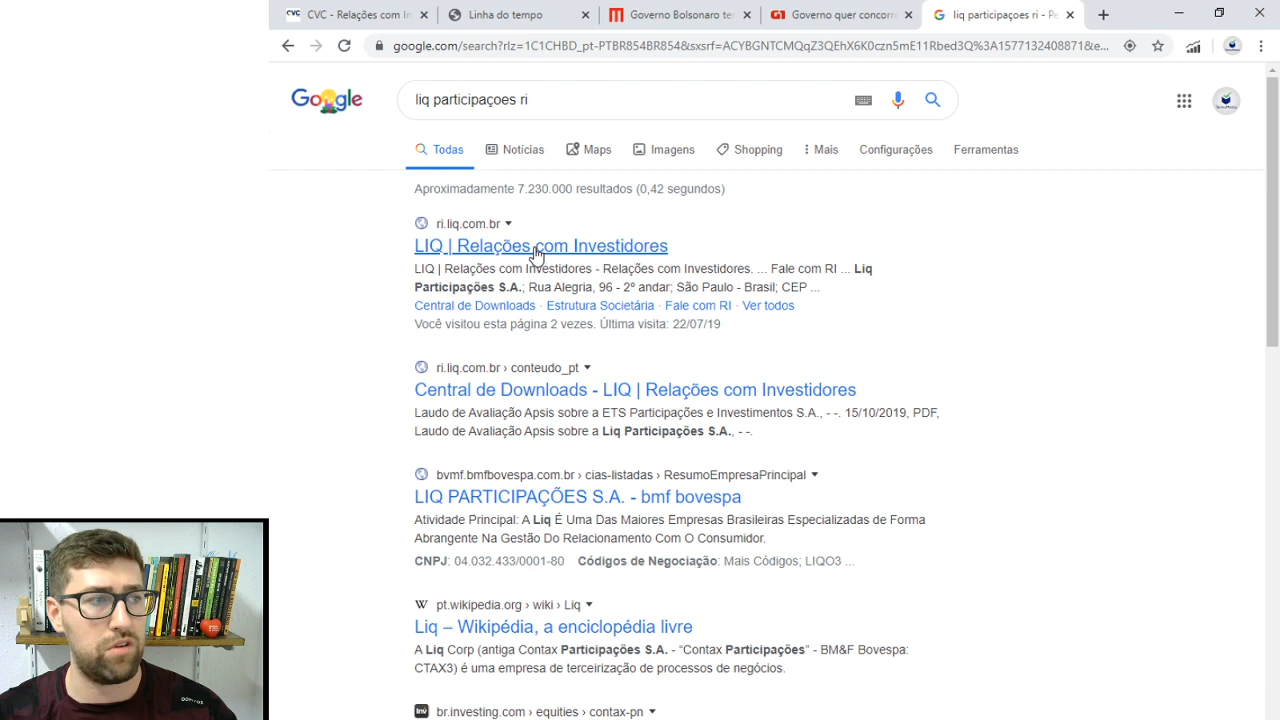 CVC - Relações com In
Linha do tempo
Governo Bolsonaro ter
G1 Governo quer concorr
liq participaçoes ri - Pe
google.com/search?rlz=1C1CHBD_pt-PTBR854BR854&sxsrf=ACYBGNTCMQqZ3QEhX6K0czn5mE11Rbed3Q%3A1577132408871&e...
Google
liq participaçoes ri
Todas Notícias Maps Imagens Shopping Mais Configurações Ferramentas
Aproximadamente 7.230.000 resultados (0,42 segundos)
ri.liq.com.br
LIQ | Relações com Investidores
LIQ | Relações com Investidores - Relações com Investidores. ... Fale com RI ... Liq
Participações S.A.; Rua Alegria, 96 - 2º andar; São Paulo - Brasil; CEP ...
Central de Downloads · Estrutura Societária · Fale com RI · Ver todos
Você visitou esta página 2 vezes. Última visita: 22/07/19
ri.liq.com.br › conteudo_pt
Central de Downloads - LIQ | Relações com Investidores
Laudo de Avaliação Apsis sobre a ETS Participações e Investimentos S.A., - -. 15/10/2019, PDF,
Laudo de Avaliação Apsis sobre a Liq Participações S.A., - -.
bvmf.bmfbovespa.com.br › cias-listadas › ResumoEmpresaPrincipal
LIQ PARTICIPAÇÕES S.A. - bmf bovespa
Atividade Principal: A Liq É Uma Das Maiores Empresas Brasileiras Especializadas de Forma
Abrangente Na Gestão Do Relacionamento Com O Consumidor.
CNPJ: 04.032.433/0001-80 Códigos de Negociação: Mais Códigos; LIQO3 ...
W pt.wikipedia.org › wiki › Liq
Liq – Wikipédia, a enciclopédia livre
A Liq Corp (antiga Contax Participações S.A. - “Contax Participações” - BM&F Bovespa:
CTAX3) é uma empresa de terceirização de processos de negócios.
Inv br.investing.com › equities › contax-pn